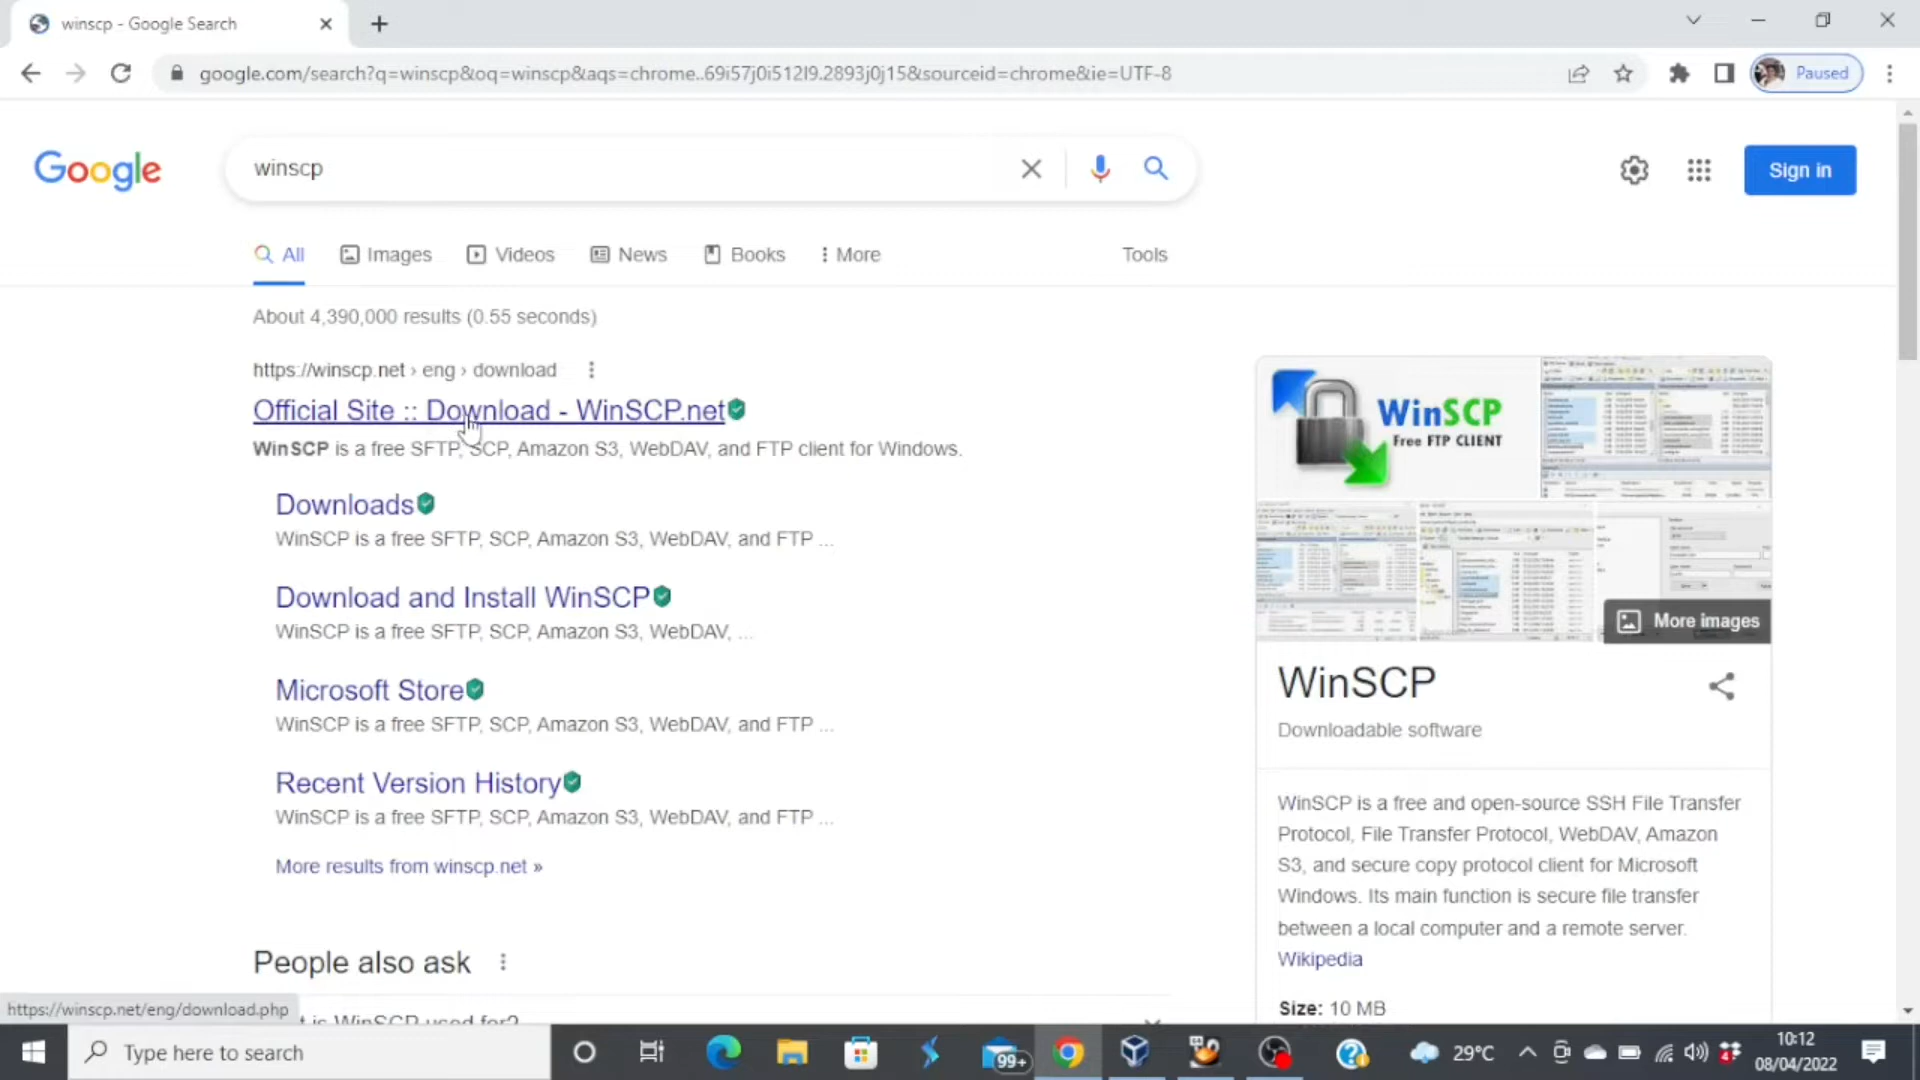 winscp - Google Search
google.com/search?q=winscp&oq=winscp&aqs=chrome..69i57j0i512l9.2893j0j15&sourceid=chrome&ie=UTF-8
Paused
Google
winscp
Sign in
All
Images
Videos
News
Books
More
Tools
About 4,390,000 results (0.55 seconds)
https://winscp.net › eng › download
Official Site :: Download - WinSCP.net
WinSCP is a free SFTP, SCP, Amazon S3, WebDAV, and FTP client for Windows.
Downloads
WinSCP is a free SFTP, SCP, Amazon S3, WebDAV, and FTP ...
Download and Install WinSCP
WinSCP is a free SFTP, SCP, Amazon S3, WebDAV, ...
Microsoft Store
WinSCP is a free SFTP, SCP, Amazon S3, WebDAV, and FTP ...
Recent Version History
WinSCP is a free SFTP, SCP, Amazon S3, WebDAV, and FTP ...
More results from winscp.net »
People also ask
is WinSCP used for?
https://winscp.net/eng/download.php
WinSCP
Free FTP CLIENT
More images
WinSCP
Downloadable software
WinSCP is a free and open-source SSH File Transfer
Protocol, File Transfer Protocol, WebDAV, Amazon
S3, and secure copy protocol client for Microsoft
Windows. Its main function is secure file transfer
between a local computer and a remote server.
Wikipedia
Size: 10 MB
Type here to search
99+
29°C
10:12
08/04/2022